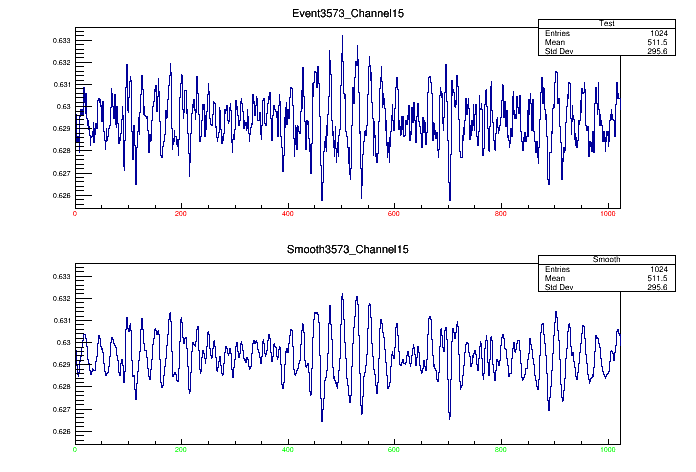 Event3573_Channel15
Test
Entries 1024
Mean 511.5
Std Dev 295.6
0.633
0.632
0.631
0.63
0.629
0.628
0.627
0.626
0 200 400 600 800 1000
Smooth3573_Channel15
Smooth
Entries 1024
Mean 511.5
Std Dev 295.6
0.633
0.632
0.631
0.63
0.629
0.628
0.627
0.626
0 200 400 600 800 1000